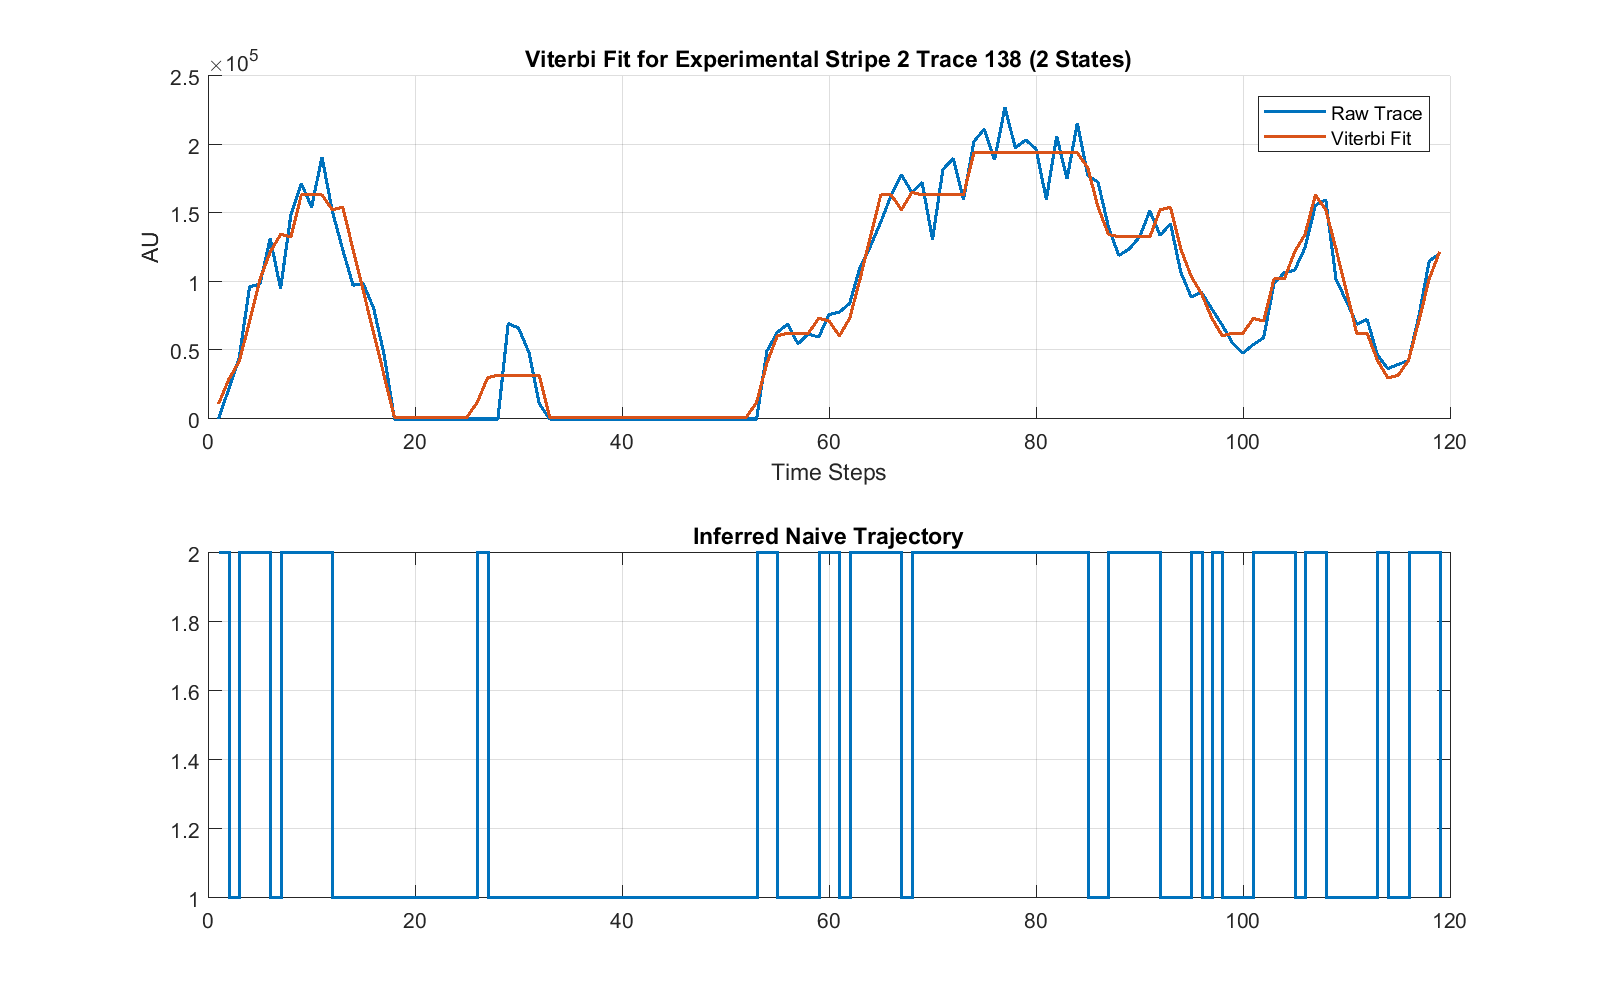 Viterbi Fit for Experimental Stripe 2 Trace 138 (2 States)
×10^5
2.5
2
1.5
1
0.5
0
AU
Raw Trace
Viterbi Fit
0 20 40 60 80 100 120
Time Steps
Inferred Naive Trajectory
2
1.8
1.6
1.4
1.2
1
0 20 40 60 80 100 120